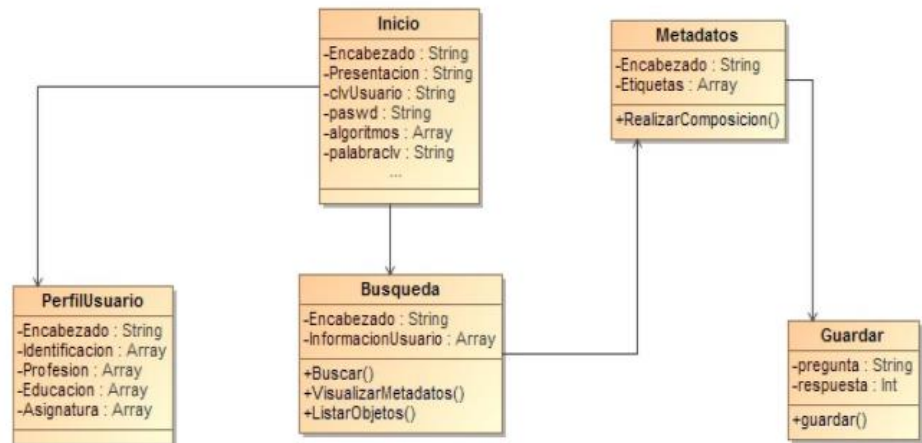 Inicio
-Encabezado : String
-Presentacion : String
-clvUsuario : String
-paswd : String
-algoritmos : Array
-palabraclv : String
...
Metadatos
-Encabezado : String
-Etiquetas : Array
+RealizarComposicion()
PerfilUsuario
-Encabezado : String
-Identificacion : Array
-Profesion : Array
-Educacion : Array
-Asignatura : Array
Busqueda
-Encabezado : String
-InformacionUsuario : Array
+Buscar()
+VisualizarMetadatos()
+ListarObjetos()
Guardar
-pregunta : String
-respuesta : Int
+guardar()